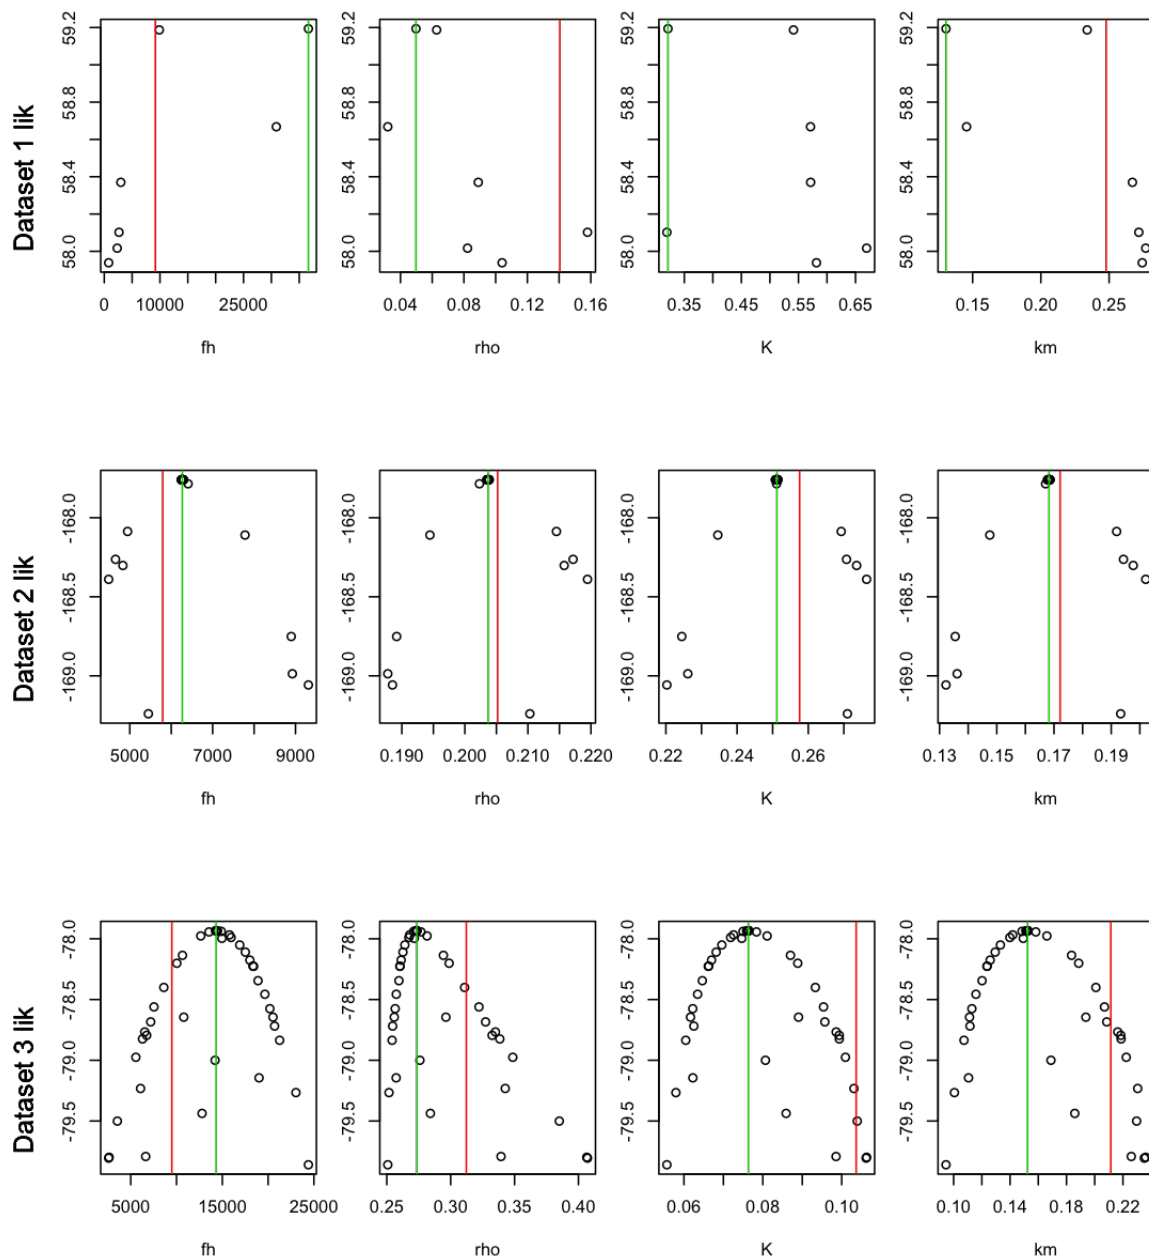 Dataset 1 lik
58.0 58.4 58.8 59.2
0 10000 25000
fh
58.0 58.4 58.8 59.2
0.04 0.08 0.12 0.16
rho
58.0 58.4 58.8 59.2
0.35 0.45 0.55 0.65
K
58.0 58.4 58.8 59.2
0.15 0.20 0.25
km
Dataset 2 lik
-169.0 -168.5 -168.0
5000 7000 9000
fh
-169.0 -168.5 -168.0
0.190 0.200 0.210 0.220
rho
-169.0 -168.5 -168.0
0.22 0.24 0.26
K
-169.0 -168.5 -168.0
0.13 0.15 0.17 0.19
km
Dataset 3 lik
-79.5 -79.0 -78.5 -78.0
5000 15000 25000
fh
-79.5 -79.0 -78.5 -78.0
0.25 0.30 0.35 0.40
rho
-79.5 -79.0 -78.5 -78.0
0.06 0.08 0.10
K
-79.5 -79.0 -78.5 -78.0
0.10 0.14 0.18 0.22
km